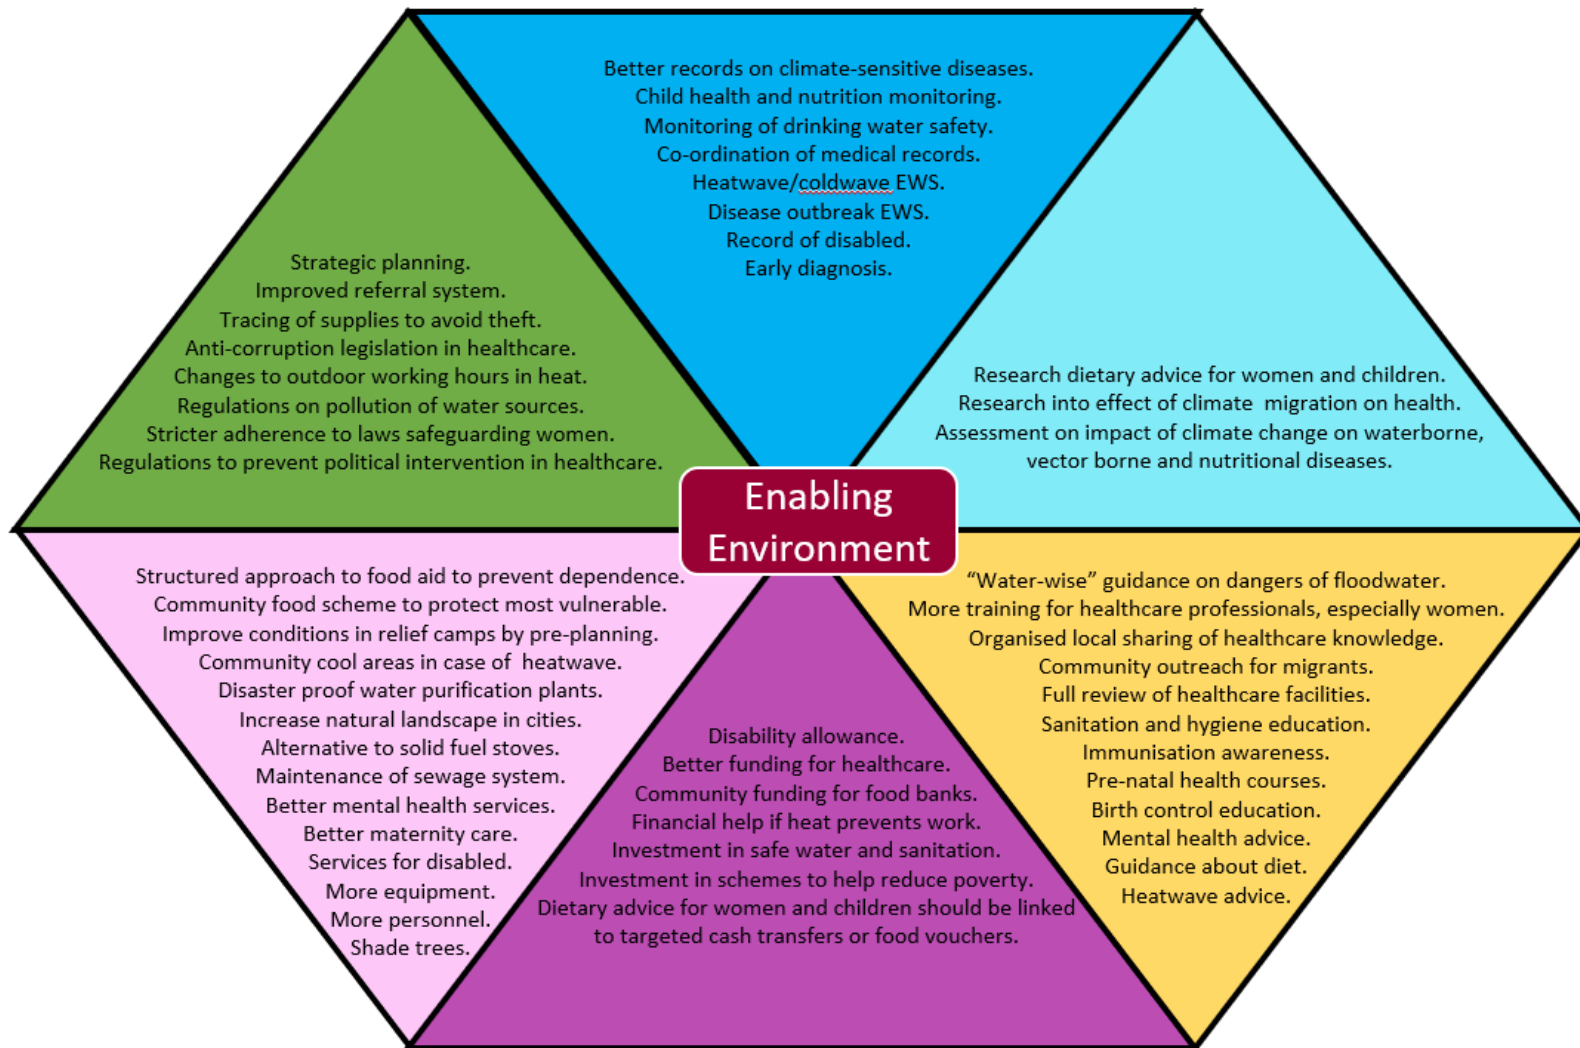 Better records on climate-sensitive diseases.
Child health and nutrition monitoring.
Monitoring of drinking water safety.
Co-ordination of medical records.
Heatwave/coldwave EWS.
Disease outbreak EWS.
Record of disabled.
Early diagnosis.
Strategic planning.
Improved referral system.
Tracing of supplies to avoid theft.
Anti-corruption legislation in healthcare.
Changes to outdoor working hours in heat.
Regulations on pollution of water sources.
Stricter adherence to laws safeguarding women.
Regulations to prevent political intervention in healthcare.
Research dietary advice for women and children.
Research into effect of climate  migration on health.
Assessment on impact of climate change on waterborne,
vector borne and nutritional diseases.
Enabling
Environment
Structured approach to food aid to prevent dependence.
Community food scheme to protect most vulnerable.
Improve conditions in relief camps by pre-planning.
Community cool areas in case of  heatwave.
Disaster proof water purification plants.
Increase natural landscape in cities.
Alternative to solid fuel stoves.
Maintenance of sewage system.
Better mental health services.
Better maternity care.
Services for disabled.
More equipment.
More personnel.
Shade trees.
Disability allowance.
Better funding for healthcare.
Community funding for food banks.
Financial help if heat prevents work.
Investment in safe water and sanitation.
Investment in schemes to help reduce poverty.
Dietary advice for women and children should be linked
to targeted cash transfers or food vouchers.
“Water-wise” guidance on dangers of floodwater.
More training for healthcare professionals, especially women.
Organised local sharing of healthcare knowledge.
Community outreach for migrants.
Full review of healthcare facilities.
Sanitation and hygiene education.
Immunisation awareness.
Pre-natal health courses.
Birth control education.
Mental health advice.
Guidance about diet.
Heatwave advice.